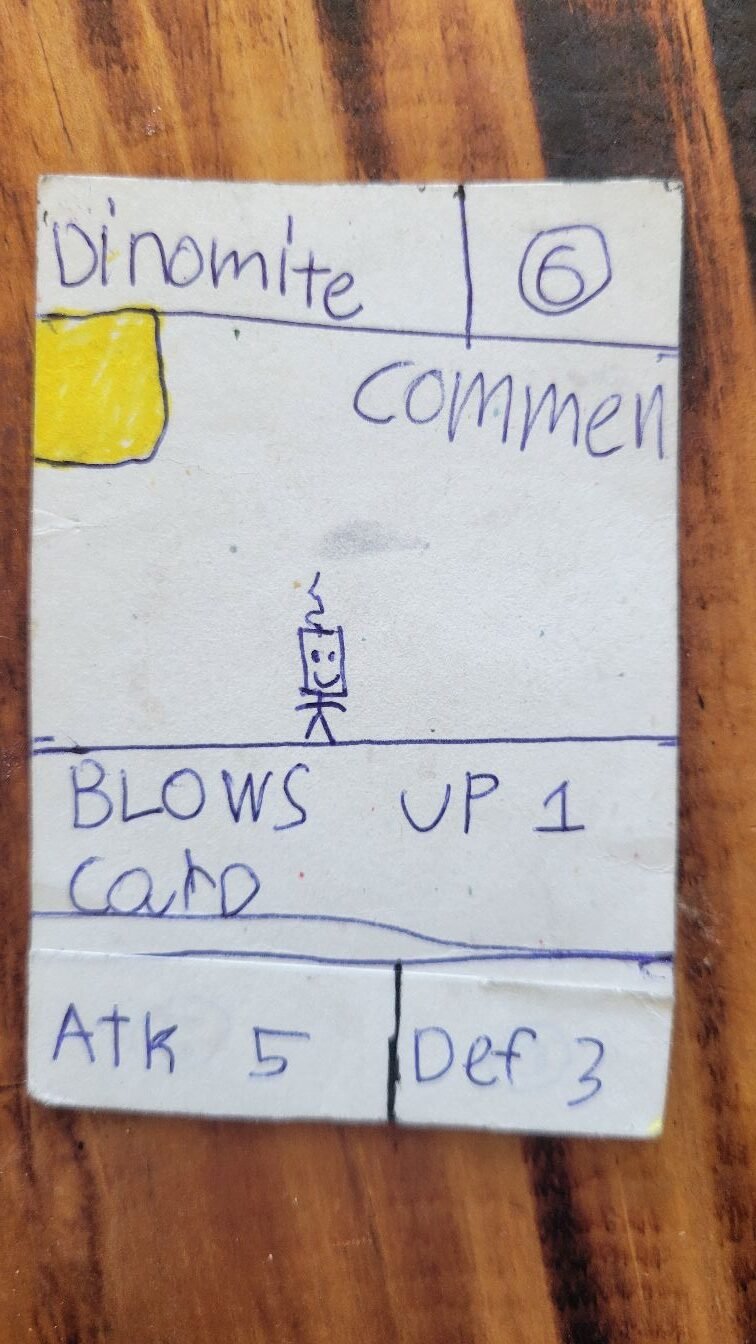 Dinomite
6
commen
BLOWS UP 1
CarD
Atk 5
Def 3